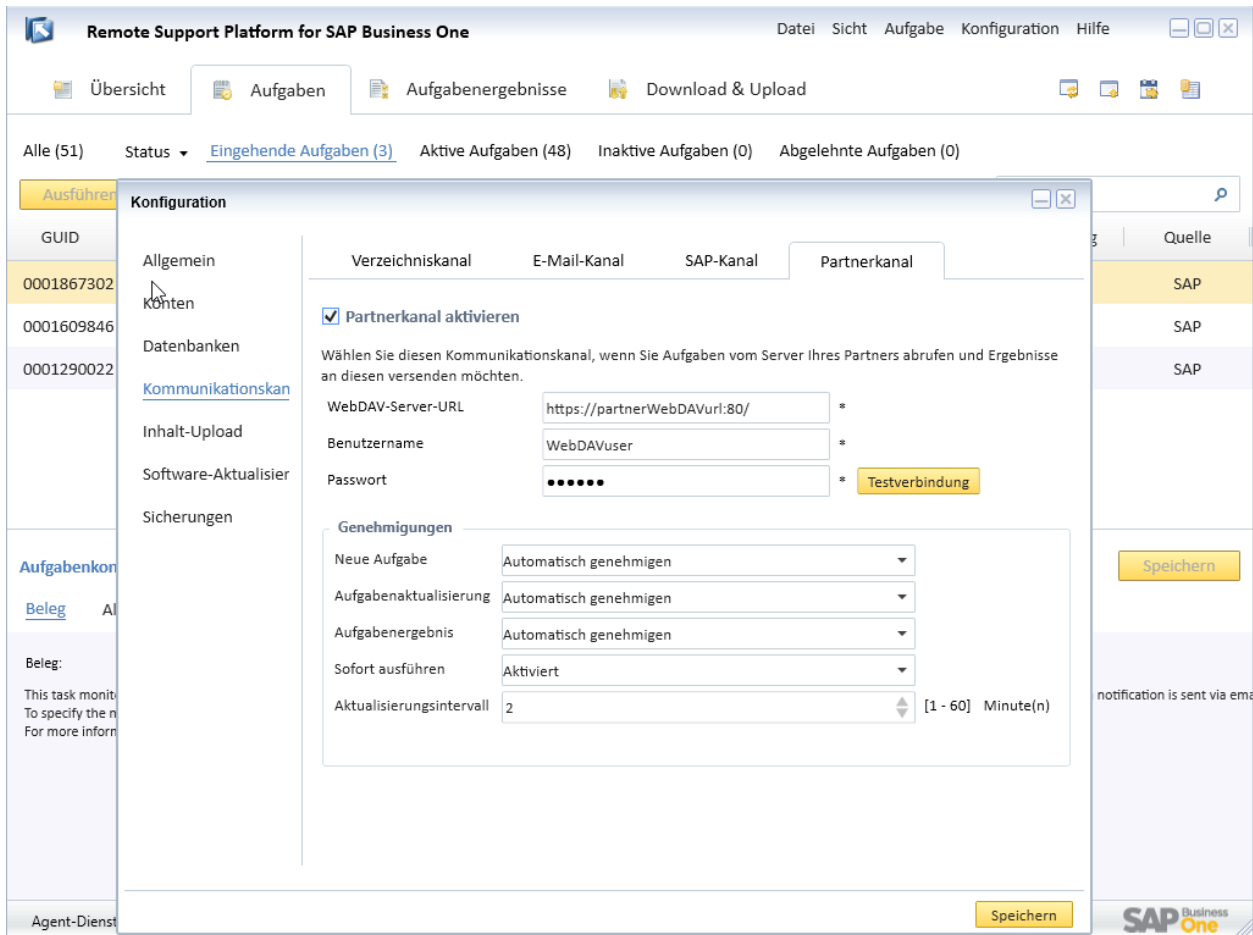 Remote Support Platform for SAP Business One
Datei Sicht Aufgabe Konfiguration Hilfe
Übersicht Aufgaben Aufgabenergebnisse Download & Upload
Alle (51) Status Eingehende Aufgaben (3) Aktive Aufgaben (48) Inaktive Aufgaben (0) Abgelehnte Aufgaben (0)
Ausführen
Konfiguration
GUID Quelle
0001867302 SAP
0001609846 SAP
0001290022 SAP
Allgemein
Konten
Datenbanken
Kommunikationskan
Inhalt-Upload
Software-Aktualisier
Sicherungen
Verzeichniskanal E-Mail-Kanal SAP-Kanal Partnerkanal
Partnerkanal aktivieren
Wählen Sie diesen Kommunikationskanal, wenn Sie Aufgaben vom Server Ihres Partners abrufen und Ergebnisse
an diesen versenden möchten.
WebDAV-Server-URL https://partnerWebDAVurl:80/ *
Benutzername WebDAVuser *
Passwort •••••• * Testverbindung
Genehmigungen
Neue Aufgabe Automatisch genehmigen
Aufgabenaktualisierung Automatisch genehmigen
Aufgabenergebnis Automatisch genehmigen
Sofort ausführen Aktiviert
Aktualisierungsintervall 2 [1 - 60] Minute(n)
Speichern
Aufgabenkon Speichern
Beleg Al
Beleg:
This task monit notification is sent via ema
To specify the n
For more inforn
Agent-Dienst
SAP Business One